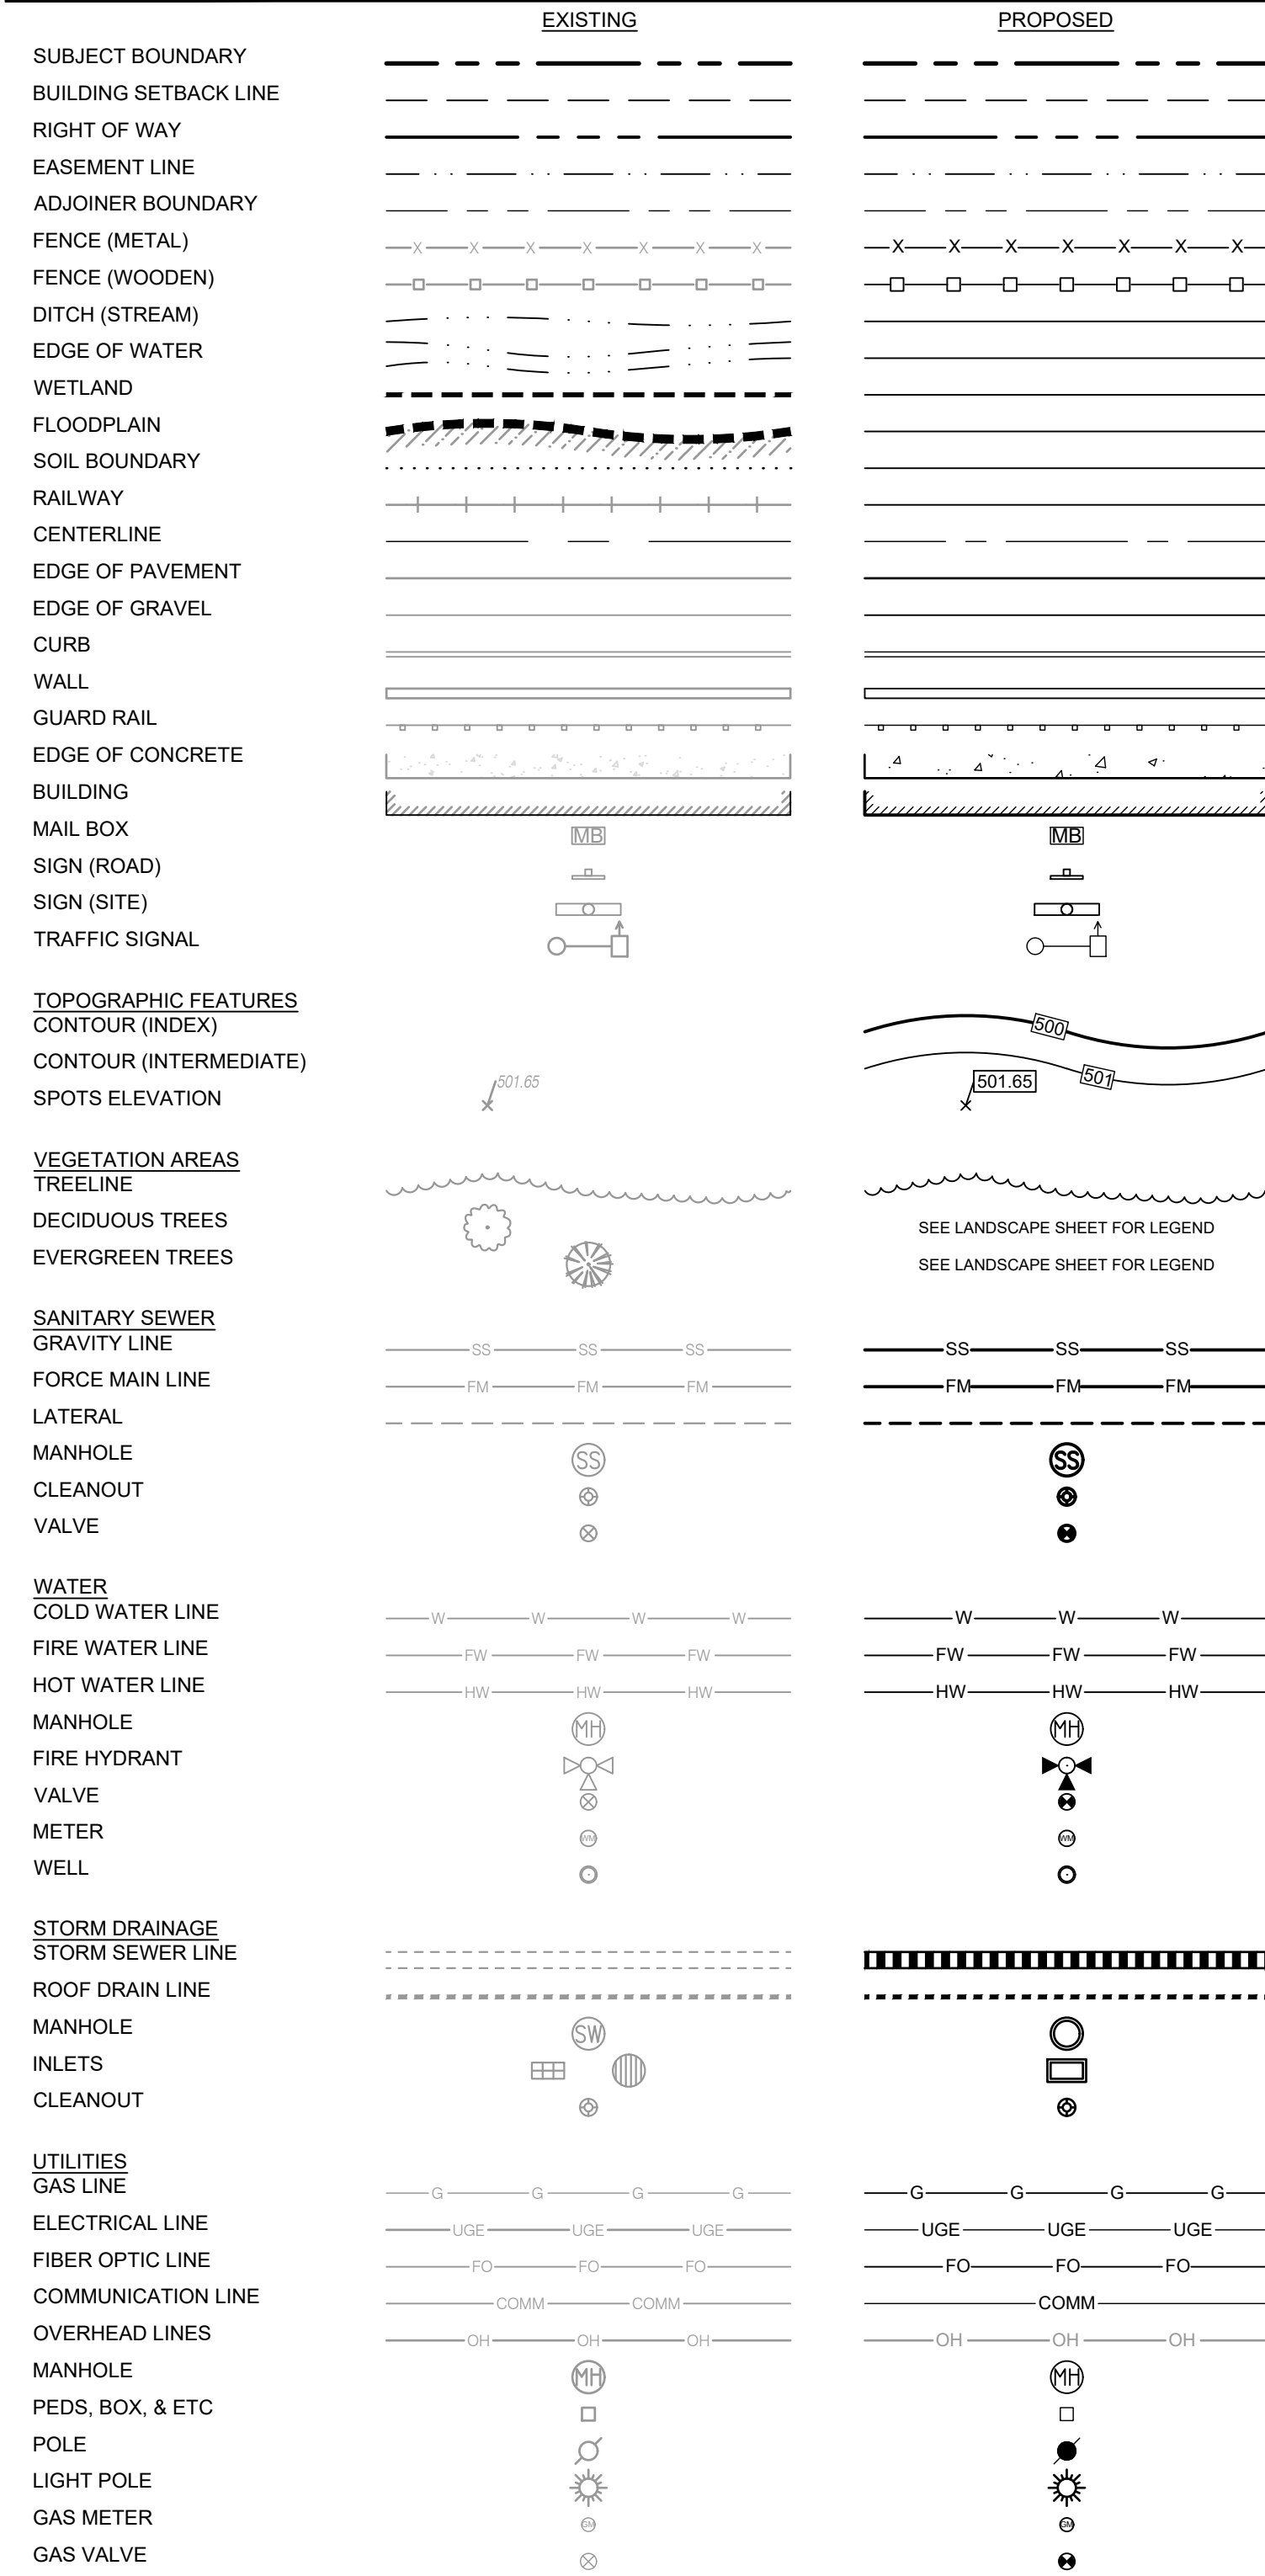 EXISTING PROPOSED
SUBJECT BOUNDARY
BUILDING SETBACK LINE
RIGHT OF WAY
EASEMENT LINE
ADJOINER BOUNDARY
FENCE (METAL) X X X X X X X X X X X X X X
FENCE (WOODEN)
DITCH (STREAM)
EDGE OF WATER
WETLAND
FLOODPLAIN
SOIL BOUNDARY
RAILWAY
CENTERLINE
EDGE OF PAVEMENT
EDGE OF GRAVEL
CURB
WALL
GUARD RAIL
EDGE OF CONCRETE
BUILDING
MAIL BOX MB MB
SIGN (ROAD)
SIGN (SITE)
TRAFFIC SIGNAL
TOPOGRAPHIC FEATURES
CONTOUR (INDEX) 500
CONTOUR (INTERMEDIATE) 501
SPOTS ELEVATION 501.65 501.65
VEGETATION AREAS
TREELINE
DECIDUOUS TREES SEE LANDSCAPE SHEET FOR LEGEND
EVERGREEN TREES SEE LANDSCAPE SHEET FOR LEGEND
SANITARY SEWER
GRAVITY LINE SS SS SS SS SS SS
FORCE MAIN LINE FM FM FM FM FM FM
LATERAL
MANHOLE SS SS
CLEANOUT
VALVE
WATER
COLD WATER LINE W W W W W W W
FIRE WATER LINE FW FW FW FW FW FW
HOT WATER LINE HW HW HW HW HW HW
MANHOLE MH MH
FIRE HYDRANT
VALVE
METER WM WM
WELL
STORM DRAINAGE
STORM SEWER LINE
ROOF DRAIN LINE
MANHOLE SW
INLETS
CLEANOUT
UTILITIES
GAS LINE G G G G G G G G
ELECTRICAL LINE UGE UGE UGE UGE UGE UGE
FIBER OPTIC LINE FO FO FO FO FO FO
COMMUNICATION LINE COMM COMM COMM
OVERHEAD LINES OH OH OH OH OH OH
MANHOLE MH MH
PEDS, BOX, & ETC
POLE
LIGHT POLE
GAS METER GM GM
GAS VALVE